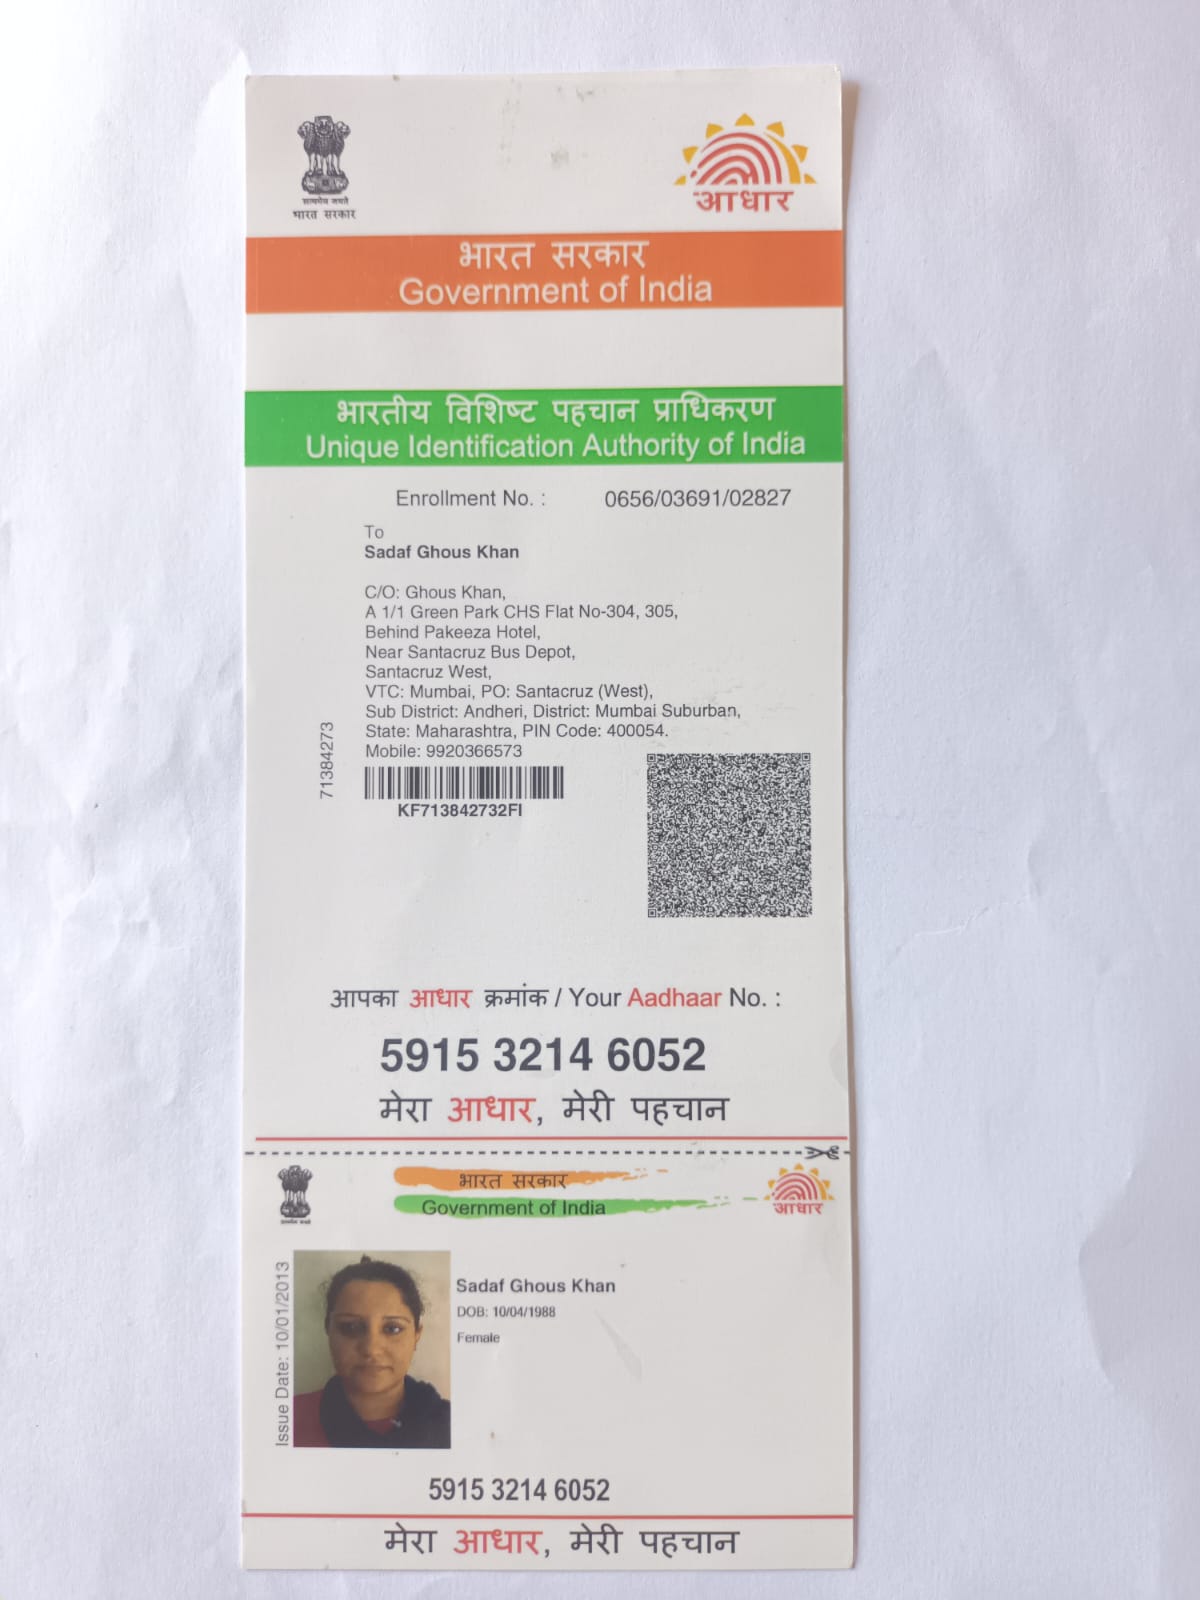 सत्यमेव जयते
भारत सरकार
आधार
भारत सरकार
Government of India
भारतीय विशिष्ट पहचान प्राधिकरण
Unique Identification Authority of India
Enrollment No. : 0656/03691/02827
To
Sadaf Ghous Khan
C/O: Ghous Khan,
A 1/1 Green Park CHS Flat No-304, 305,
Behind Pakeeza Hotel,
Near Santacruz Bus Depot,
Santacruz West,
VTC: Mumbai, PO: Santacruz (West),
Sub District: Andheri, District: Mumbai Suburban,
State: Maharashtra, PIN Code: 400054.
Mobile: 9920366573
71384273
KF713842732FI
आपका आधार क्रमांक / Your Aadhaar No. :
5915 3214 6052
मेरा आधार, मेरी पहचान
सत्यमेव जयते
भारत सरकार
Government of India
आधार
Issue Date: 10/01/2013
Sadaf Ghous Khan
DOB: 10/04/1988
Female
5915 3214 6052
मेरा आधार, मेरी पहचान